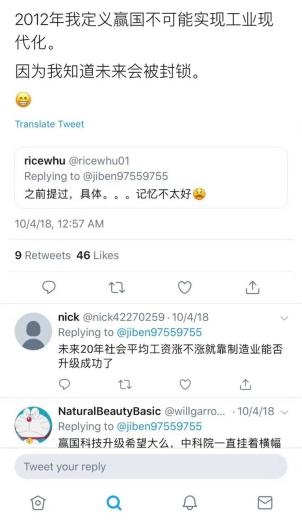 2012年我定义赢国不可能实现工业现
代化。
因为我知道未来会被封锁。
😁
Translate Tweet
ricewhu @ricewhu01
Replying to @jiben97559755
之前提过，具体。。。记忆不太好😫
10/4/18, 12:57 AM
9 Retweets 46 Likes
nick @nick42270259 · 10/4/18
Replying to @jiben97559755
未来20年社会平均工资涨不涨就靠制造业能否
升级成功了
NaturalBeautyBasic @willgarro... · 10/4/18
Replying to @jiben97559755
赢国科技升级希望大么，中科院一直挂着横幅
Tweet your reply